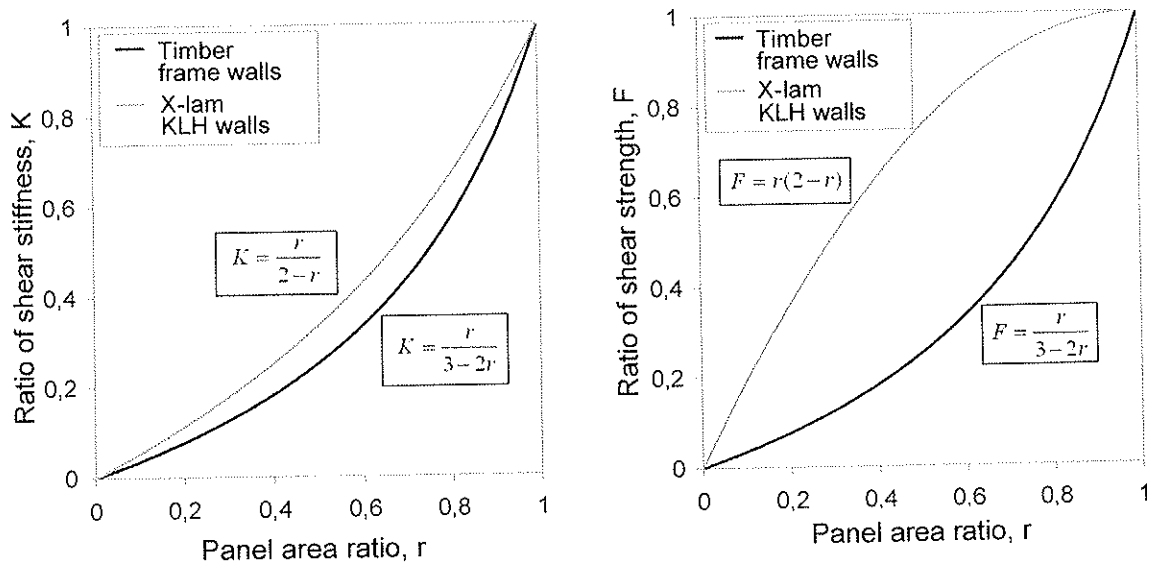 Ratio of shear stiffness, K
1
0,8
0,6
0,4
0,2
0
Timber
frame walls
X-lam
KLH walls
K = r / 2 − r
K = r / 3 − 2r
0 0,2 0,4 0,6 0,8 1
Panel area ratio, r
Ratio of shear strength, F
1
0,8
0,6
0,4
0,2
0
Timber
frame walls
X-lam
KLH walls
F = r(2 − r)
F = r / 3 − 2r
0 0,2 0,4 0,6 0,8 1
Panel area ratio, r